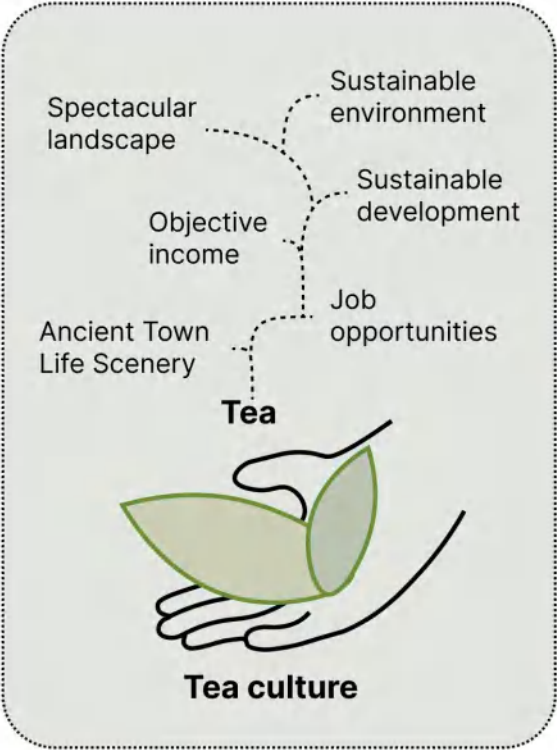 Sustainable
environment
Spectacular
landscape
Sustainable
development
Objective
income
Job
opportunities
Ancient Town
Life Scenery
Tea
Tea culture